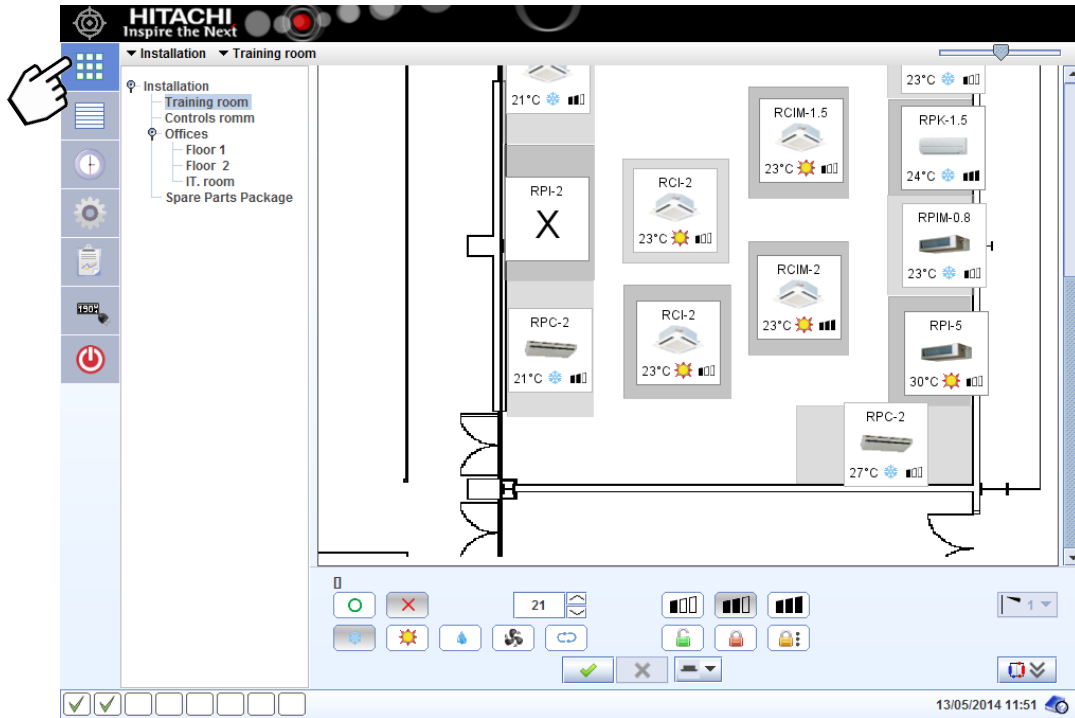 HITACHI
Inspire the Next
Installation Training room
Installation
Training room
Controls romm
Offices
Floor 1
Floor 2
IT. room
Spare Parts Package
21°C
RPI-2
X
RPC-2
21°C
RCI-2
23°C
RCI-2
23°C
RCIM-1.5
23°C
RCIM-2
23°C
23°C
RPK-1.5
24°C
RPIM-0.8
23°C
RPI-5
30°C
RPC-2
27°C
[]
21
1
190Y
13/05/2014 11:51